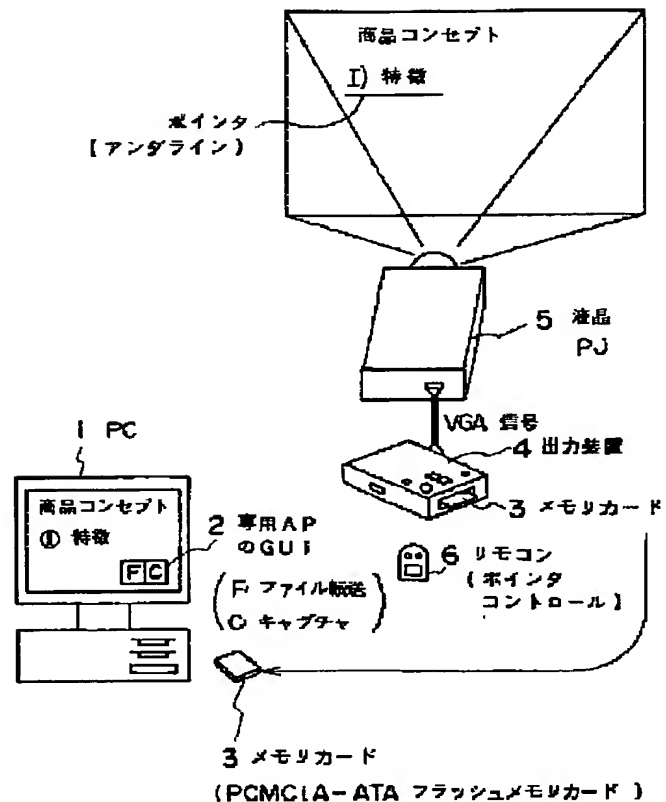 商品コンセプト
I) 特徴
ポインタ
【アンダライン】
5 液晶
PJ
VGA 信号
4 出力装置
3 メモリカード
1 PC
商品コンセプト
① 特徴
F C
2 専用AP
のGUI
F: ファイル転送
C: キャプチャ
6 リモコン
【ポインタ
コントロール】
3 メモリカード
(PCMCIA-ATA フラッシュメモリカード)